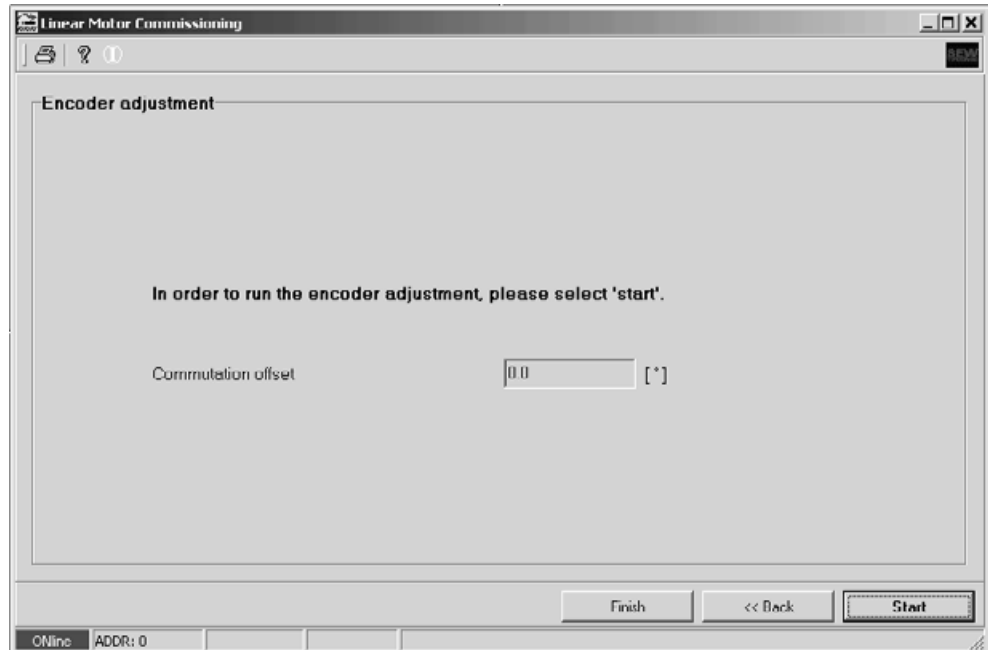 Linear Motor Commissioning
SEW
Encoder adjustment
In order to run the encoder adjustment, please select 'start'.
Commutation offset 0.0 [°]
Finish << Back Start
ONline ADDR: 0